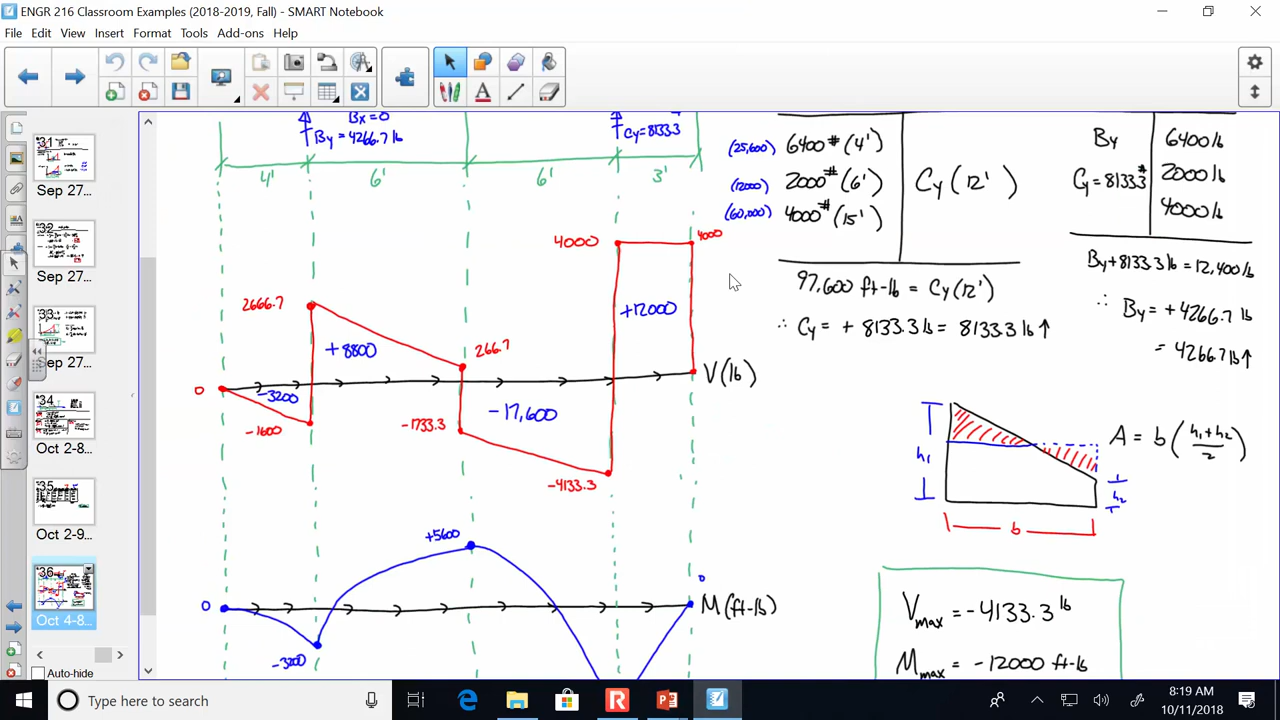 ENGR 216 Classroom Examples (2018-2019, Fall) - SMART Notebook
File Edit View Insert Format Tools Add-ons Help
31
Sep 27...
32
Sep 27...
33
Sep 27...
34
Oct 2-8...
35
Oct 2-9...
36
Oct 4-8...
Auto-hide
Bx=0
By=4266.7 lb
Cy=8133.3
4'
6'
6'
3'
(25,600) 6400# (4')
(12000) 2000# (6')
(60,000) 4000# (15')
Cy(12')
97,600 ft-lb = Cy(12')
∴ Cy = + 8133.3 lb = 8133.3 lb ↑
By
Cy=8133.3#
6400 lb
2000 lb
4000 lb
By+8133.3 lb = 12,400 lb
∴ By = +4266.7 lb
= 4266.7 lb ↑
4000
4000
2666.7
+12000
+8800
266.7
0
-3200
V(lb)
-1600
-1733.3
-17,600
-4133.3
h1
h2
b
A = b (h1+h2/2)
+5600
0
0
M(ft-lb)
-3200
Vmax = -4133.3 lb
Mmax = -12000 ft-lb
Type here to search
8:19 AM
10/11/2018